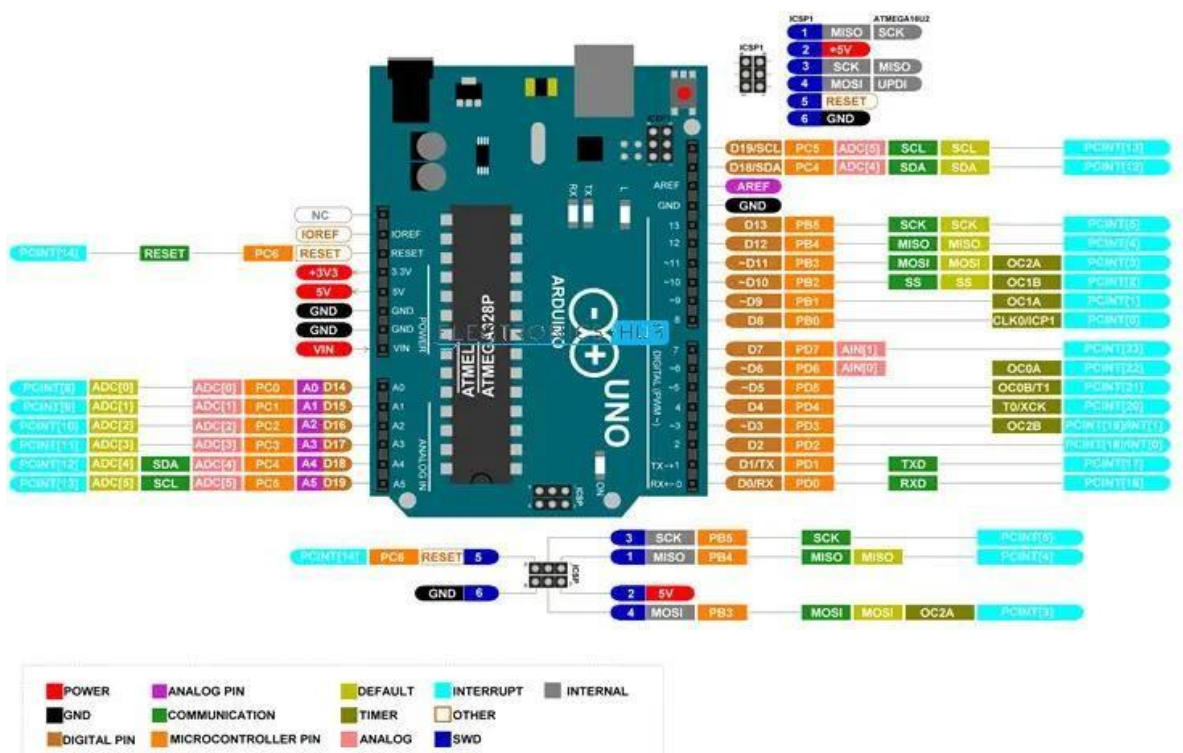 ICSP1 ATMEGA16U2
1 MISO SCK
2 +5V
3 SCK MISO
4 MOSI UPDI
5 RESET
6 GND
ICSP1
D19/SCL PC5 ADC[5] SCL SCL PCINT[13]
D18/SDA PC4 ADC[4] SDA SDA PCINT[12]
AREF AREF
GND GND
13 D13 PB5 SCK SCK PCINT[5]
12 D12 PB4 MISO MISO PCINT[4]
~11 ~D11 PB3 MOSI MOSI OC2A PCINT[3]
~10 ~D10 PB2 SS SS OC1B PCINT[2]
~9 ~D9 PB1 OC1A PCINT[1]
8 D8 PB0 CLK0/ICP1 PCINT[0]
7 D7 PD7 AIN[1] PCINT[23]
~6 ~D6 PD6 AIN[0] OC0A PCINT[22]
~5 ~D5 PD5 OC0B/T1 PCINT[21]
4 D4 PD4 T0/XCK PCINT[20]
~3 ~D3 PD3 OC2B PCINT[19]/INT[1]
2 D2 PD2 PCINT[18]/INT[0]
TX→1 D1/TX PD1 TXD PCINT[17]
RX←0 D0/RX PD0 RXD PCINT[16]
NC
IOREF IOREF
PCINT[14] RESET PC6 RESET RESET
+3V3 3.3V
5V 5V
GND GND
GND GND
VIN VIN
POWER
PCINT[8] ADC[0] ADC[0] PC0 A0 D14 A0
PCINT[9] ADC[1] ADC[1] PC1 A1 D15 A1
PCINT[10] ADC[2] ADC[2] PC2 A2 D16 A2
PCINT[11] ADC[3] ADC[3] PC3 A3 D17 A3
PCINT[12] ADC[4] SDA ADC[4] PC4 A4 D18 A4
PCINT[13] ADC[5] SCL ADC[5] PC5 A5 D19 A5
ANALOG IN
RX
TX
L
ATMEL
ATMEGA328P
ARDUINO
UNO
DIGITAL (PWM ~)
ON
ICSP
3 SCK PB5 SCK PCINT[5]
PCINT[14] PC6 RESET 5
1 MISO PB4 MISO MISO PCINT[4]
ICSP
GND 6
2 5V
4 MOSI PB3 MOSI MOSI OC2A PCINT[3]
POWER ANALOG PIN DEFAULT INTERRUPT INTERNAL
GND COMMUNICATION TIMER OTHER
DIGITAL PIN MICROCONTROLLER PIN ANALOG SWD